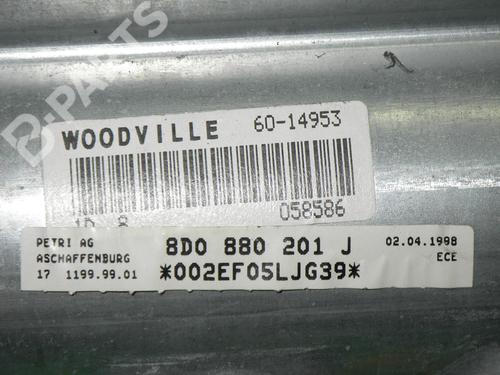 B-PARTS
WOODVILLE 60-14953
058586
PETRI AG 8D0 880 201 J 02.04.1998
ASCHAFFENBURG ECE
17 1199.99.01 *002EF05LJG39*